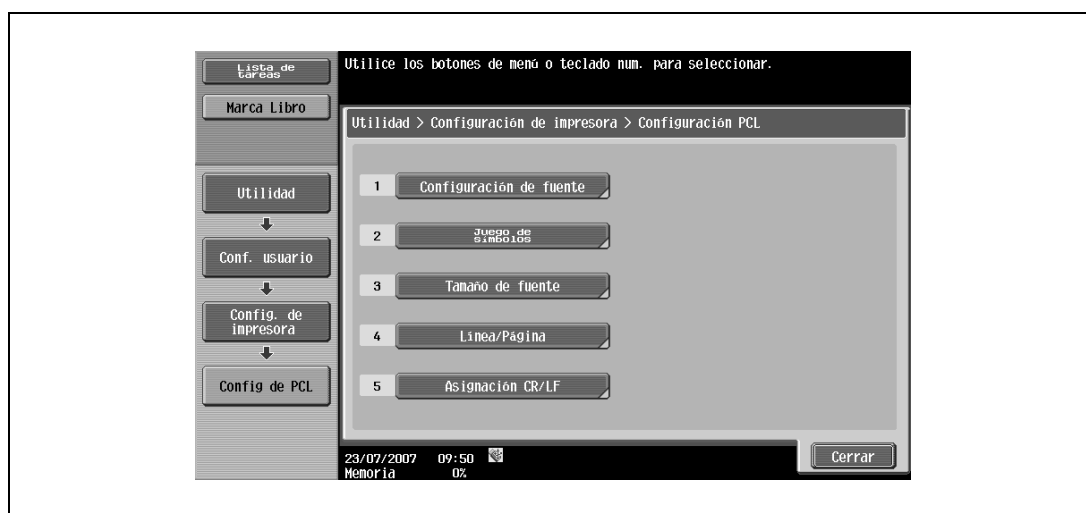 Lista de
tareas
Utilice los botones de menú o teclado num. para seleccionar.
Marca Libro
Utilidad > Configuración de impresora > Configuración PCL
Utilidad
Conf. usuario
Config. de
impresora
Config de PCL
1 Configuración de fuente
2 Juego de
símbolos
3 Tamaño de fuente
4 Línea/Página
5 Asignación CR/LF
23/07/2007 09:50
Memoria 0%
Cerrar